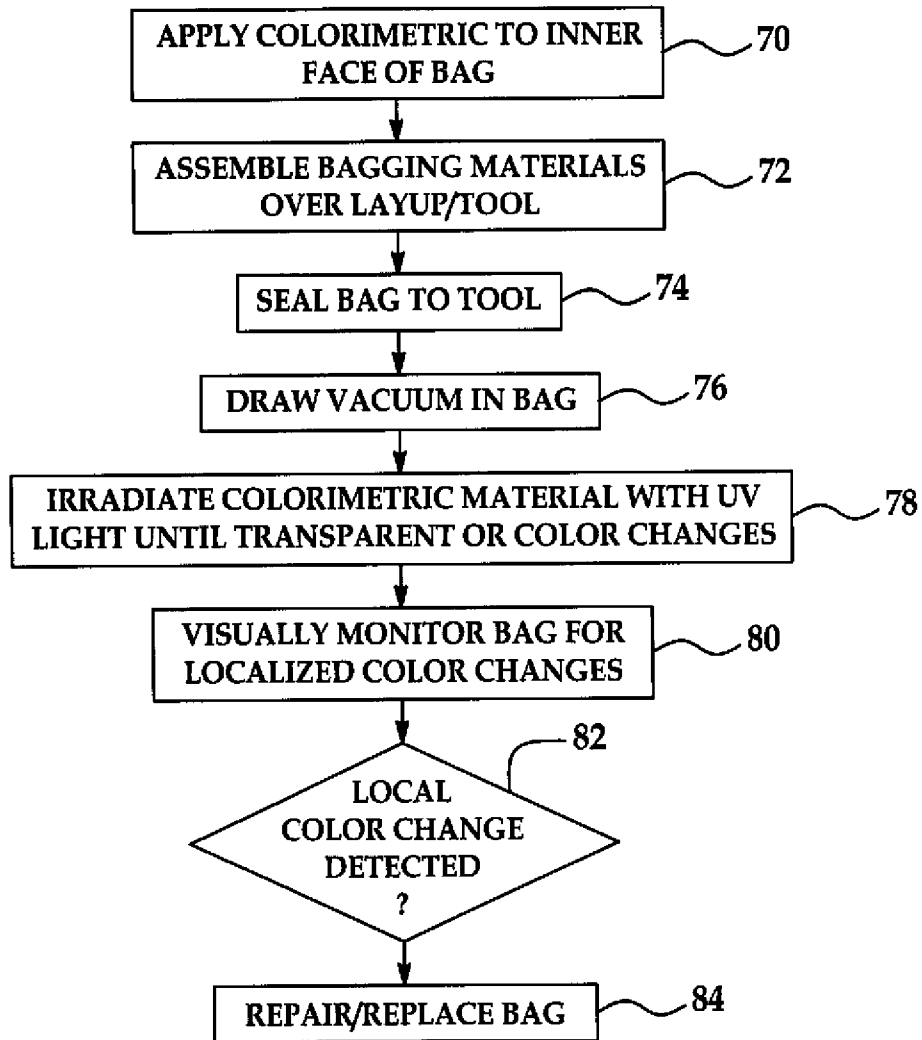 APPLY COLORIMETRIC TO INNER
FACE OF BAG
70
ASSEMBLE BAGGING MATERIALS
OVER LAYUP/TOOL
72
SEAL BAG TO TOOL
74
DRAW VACUUM IN BAG
76
IRRADIATE COLORIMETRIC MATERIAL WITH UV
LIGHT UNTIL TRANSPARENT OR COLOR CHANGES
78
VISUALLY MONITOR BAG FOR
LOCALIZED COLOR CHANGES
80
82
LOCAL
COLOR CHANGE
DETECTED
?
REPAIR/REPLACE BAG
84